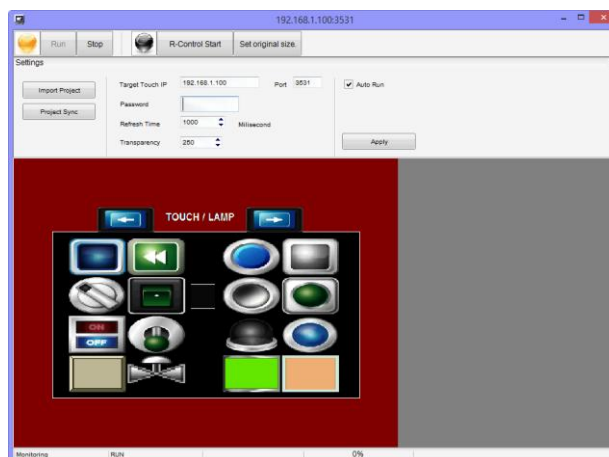 192.168.1.100:3531
Run Stop R-Control Start Set original size.
Settings
Import Project
Project Sync
Target Touch IP 192.168.1.100 Port 3531
Password
Refresh Time 1000 Milisecond
Transparency 250
Auto Run
Apply
TOUCH / LAMP
ON
OFF
Monitoring RUN 0%